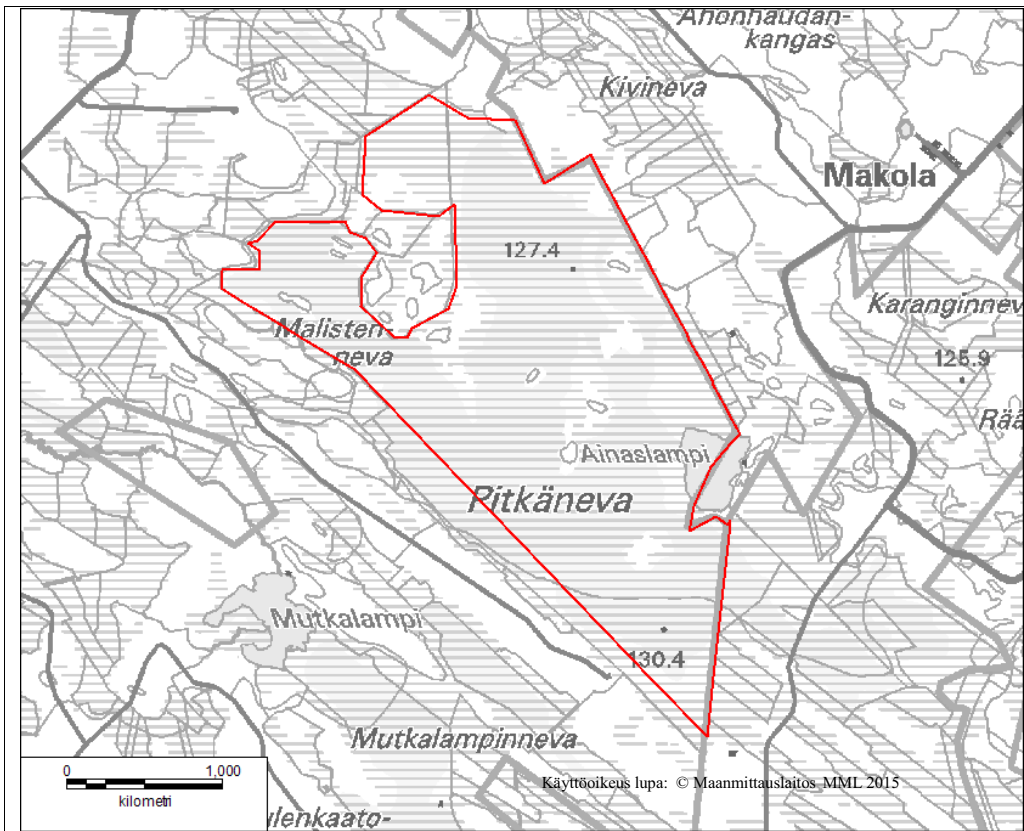 Ahonhaudan-
kangas
Kivineva
Makola
127.4
Karanginnev
Malisten-
neva
125.9
Rää
Ainaslampi
Pitkäneva
Mutkalampi
130.4
Mutkalampinneva
0 1,000
kilometri
Käyttöoikeus lupa: © Maanmittauslaitos MML 2015
ulenkaato-